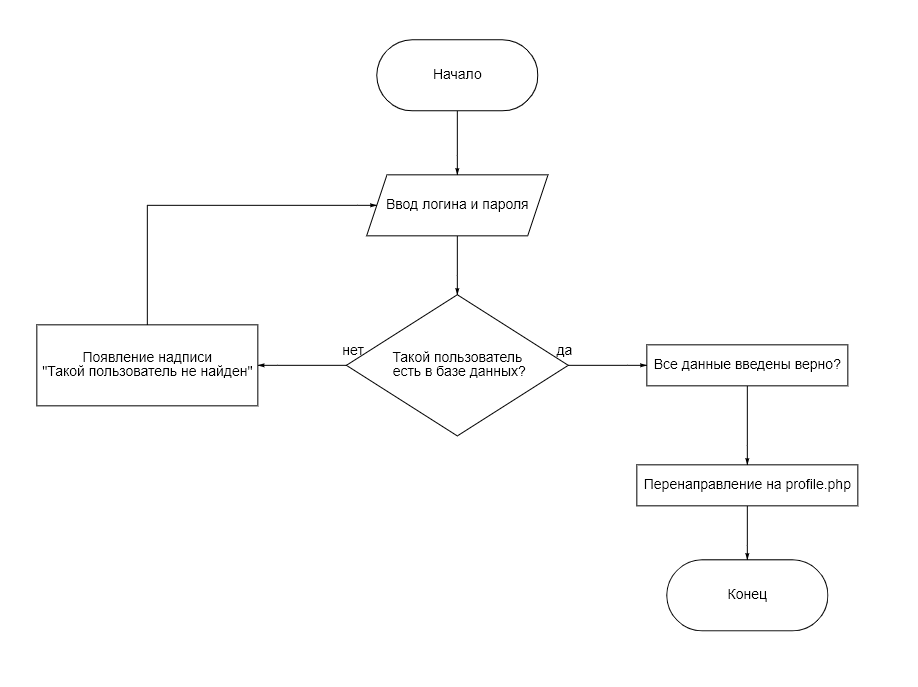 Начало
Ввод логина и пароля
нет
Такой пользователь
есть в базе данных?
да
Появление надписи
"Такой пользователь не найден"
Все данные введены верно?
Перенаправление на profile.php
Конец